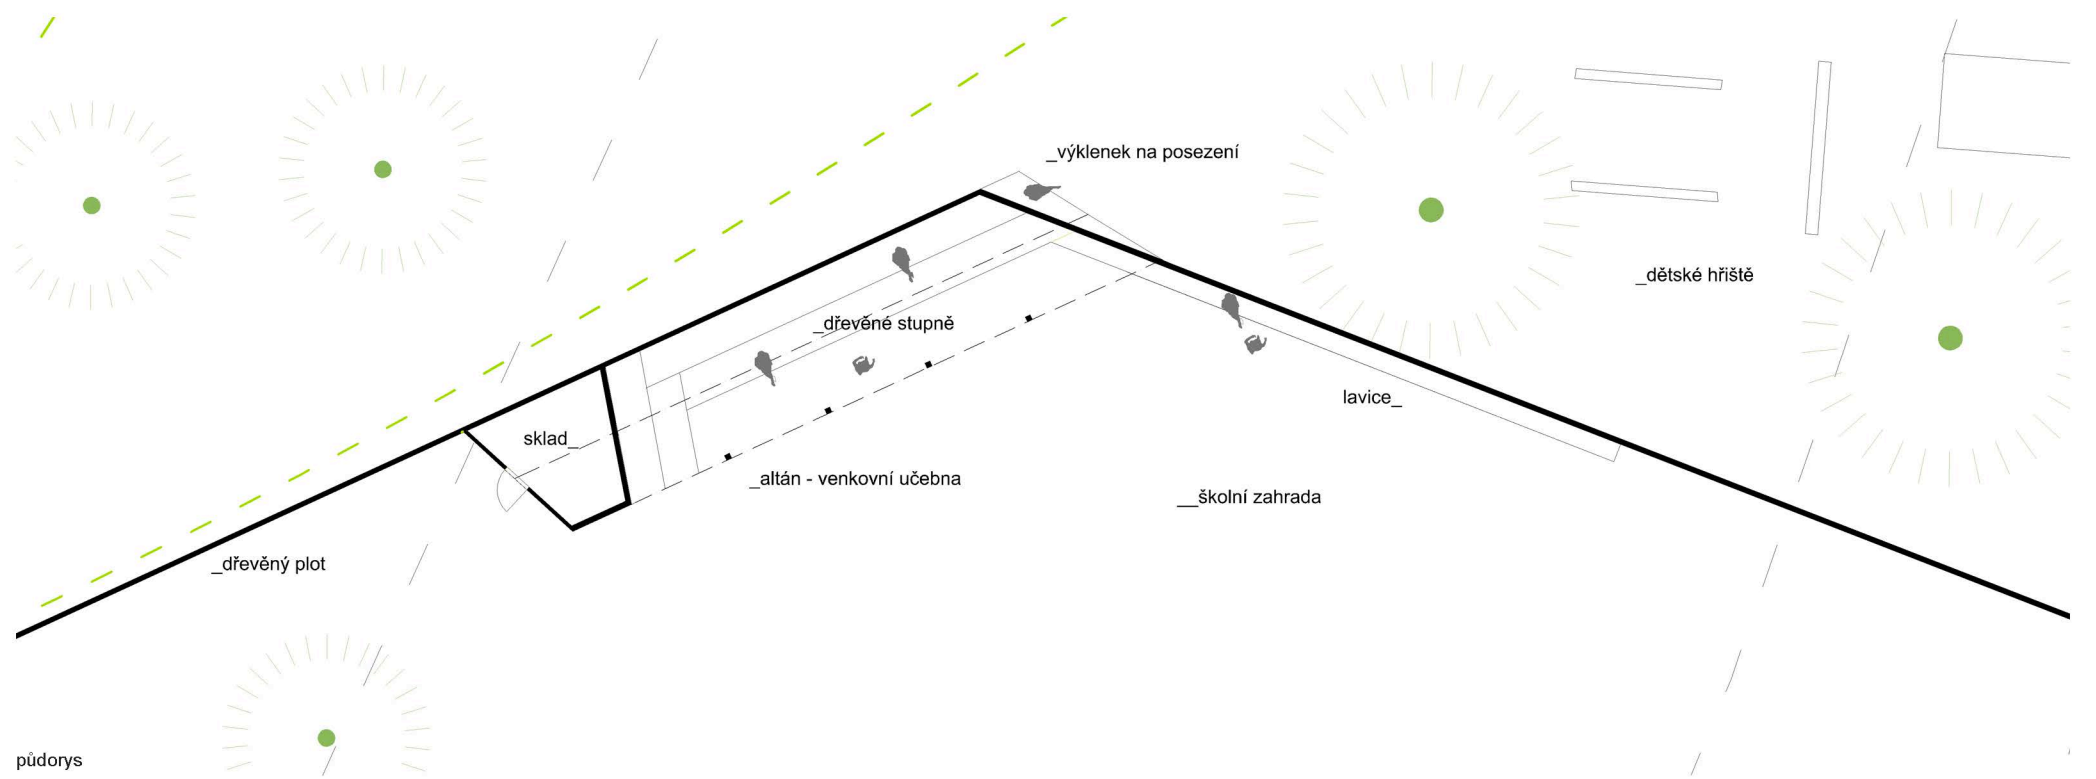 _výklenek na posezení
_dětské hřiště
_dřevěné stupně
lavice_
sklad_
_altán - venkovní učebna
__školní zahrada
_dřevěný plot
půdorys